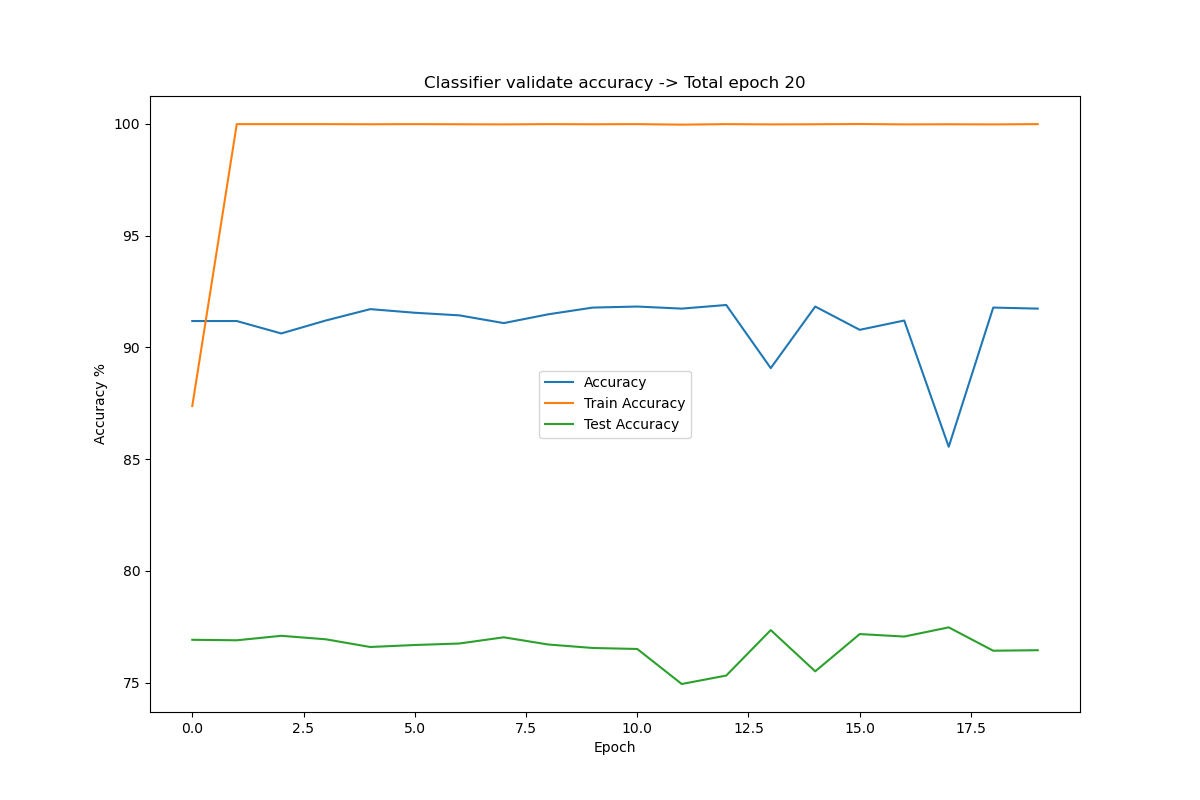 Classifier validate accuracy -> Total epoch 20
100
95
90
85
80
75
Accuracy %
Accuracy
Train Accuracy
Test Accuracy
0.0 2.5 5.0 7.5 10.0 12.5 15.0 17.5
Epoch